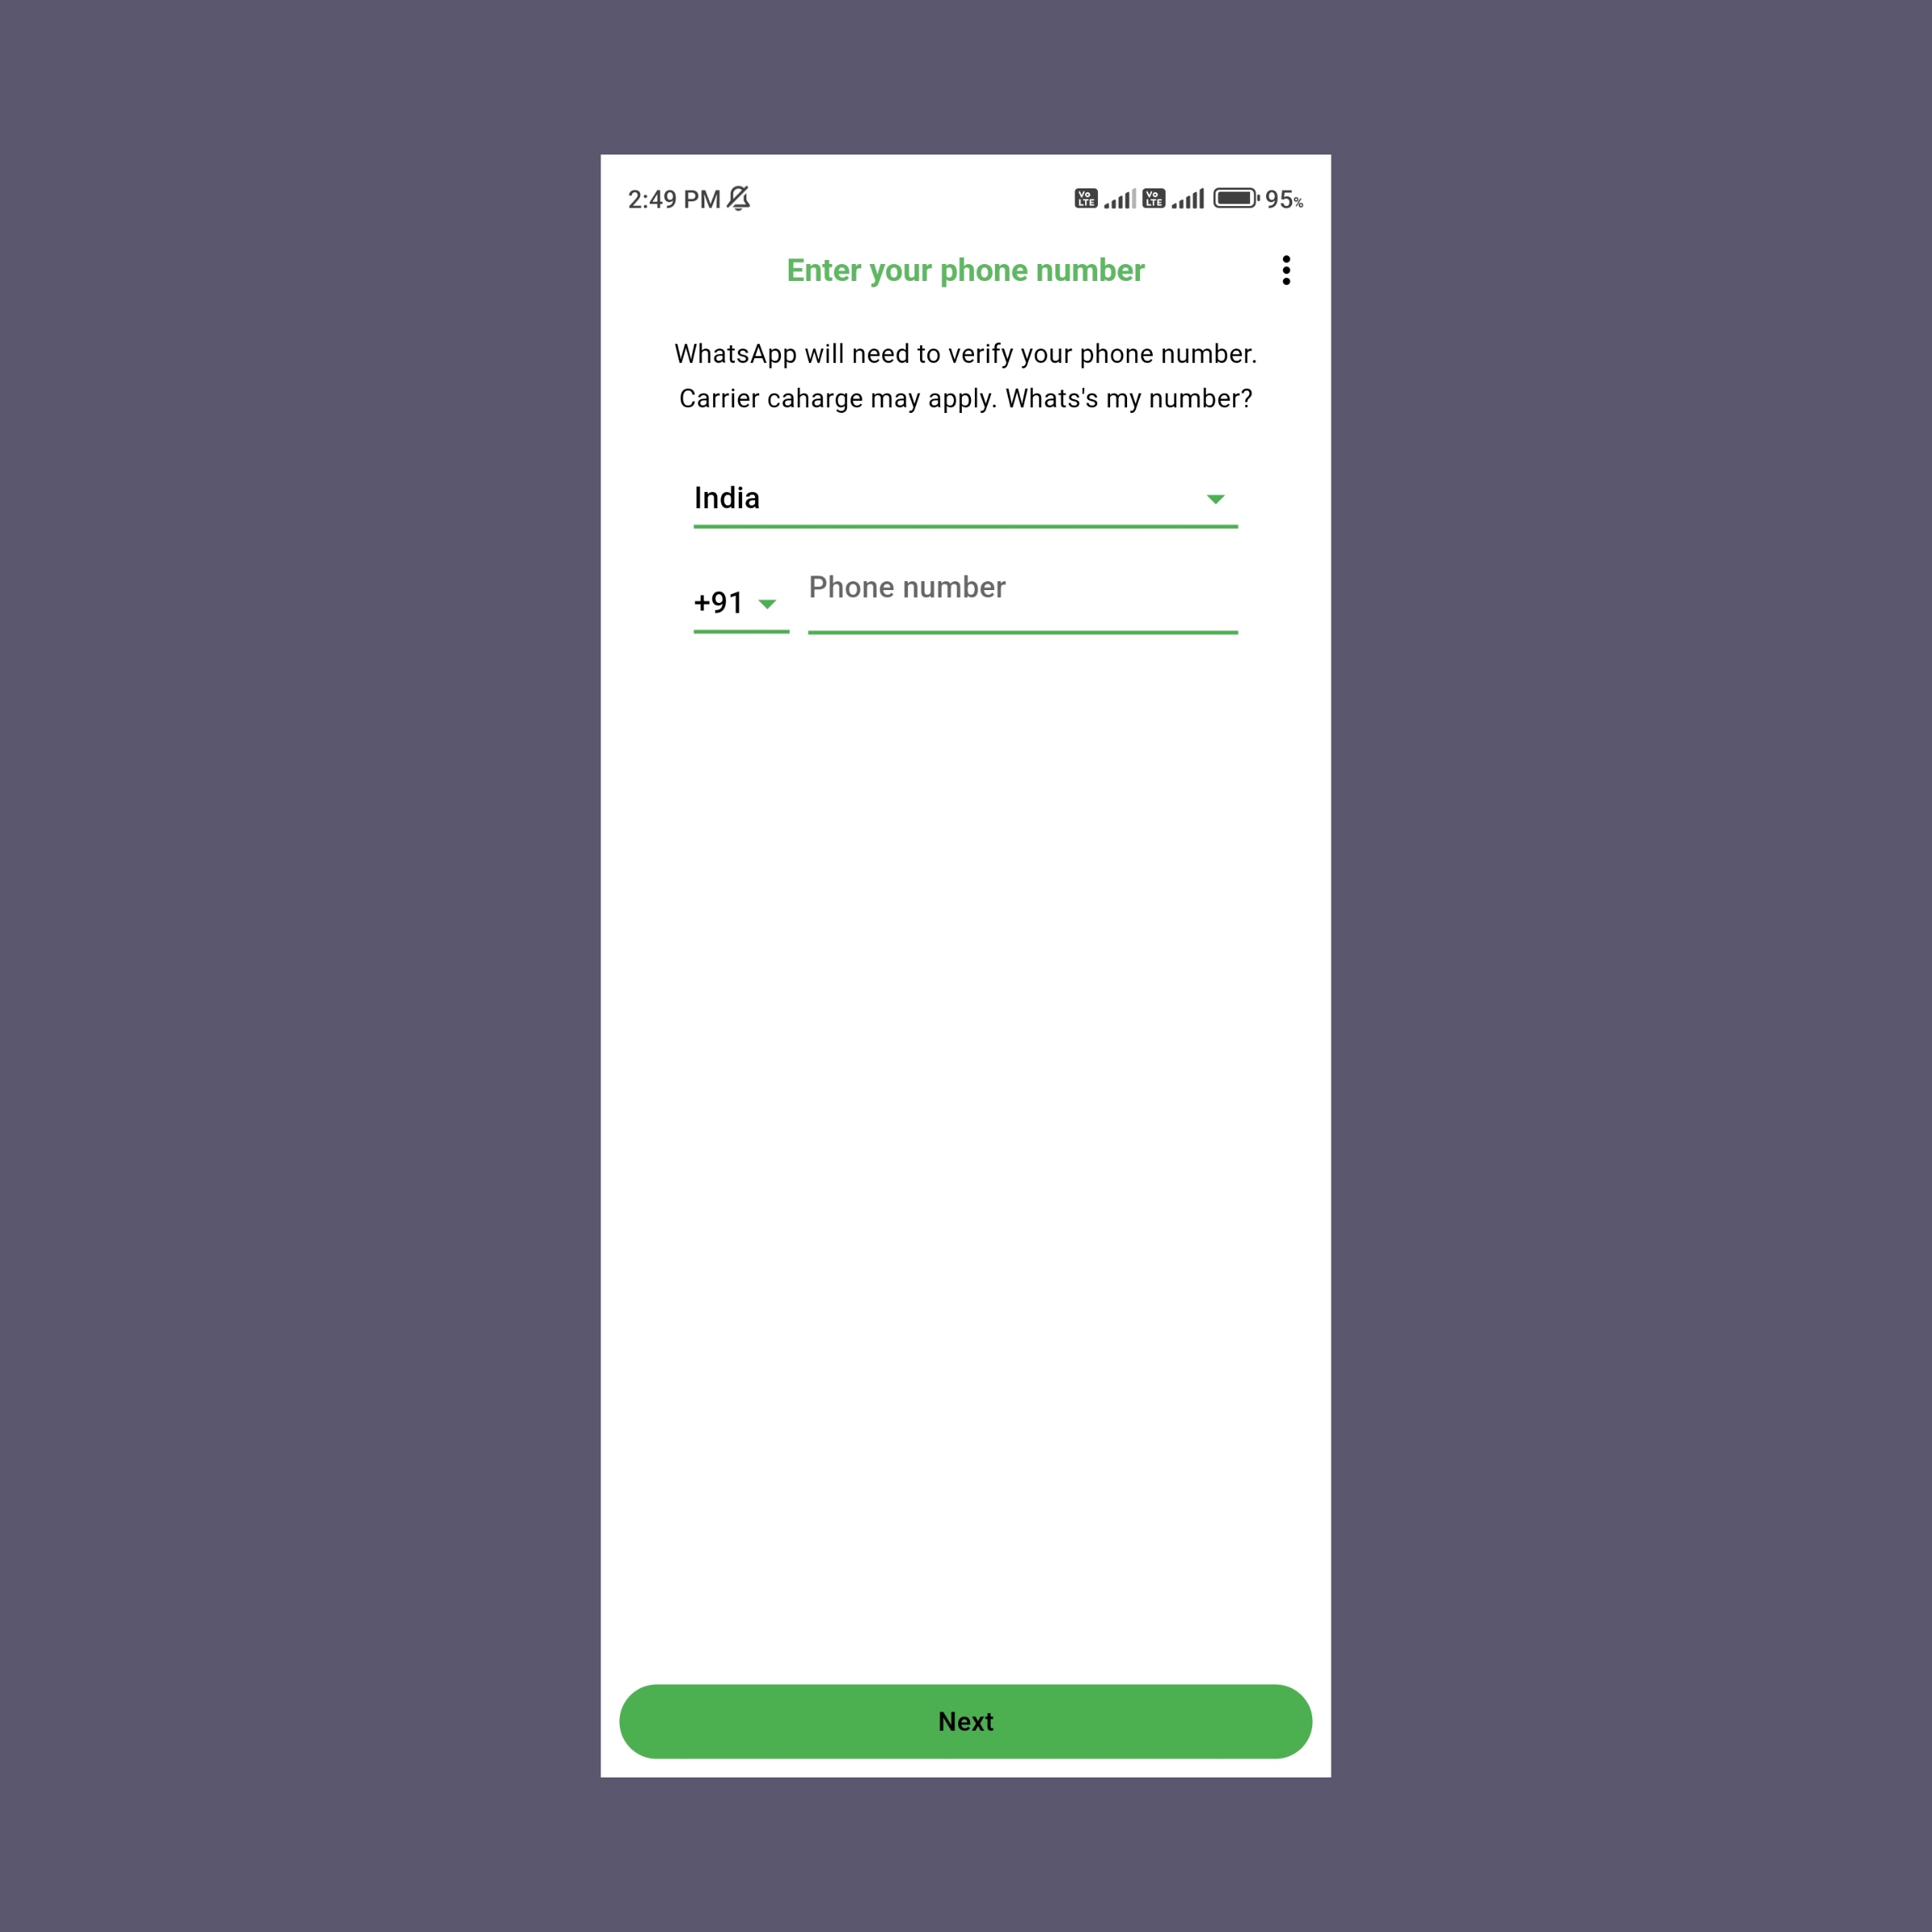 2:49 PM Vo LTE Vo LTE 95%
Enter your phone number
WhatsApp will need to verify your phone number.
Carrier caharge may apply. Whats's my number?
India
+91 Phone number
Next